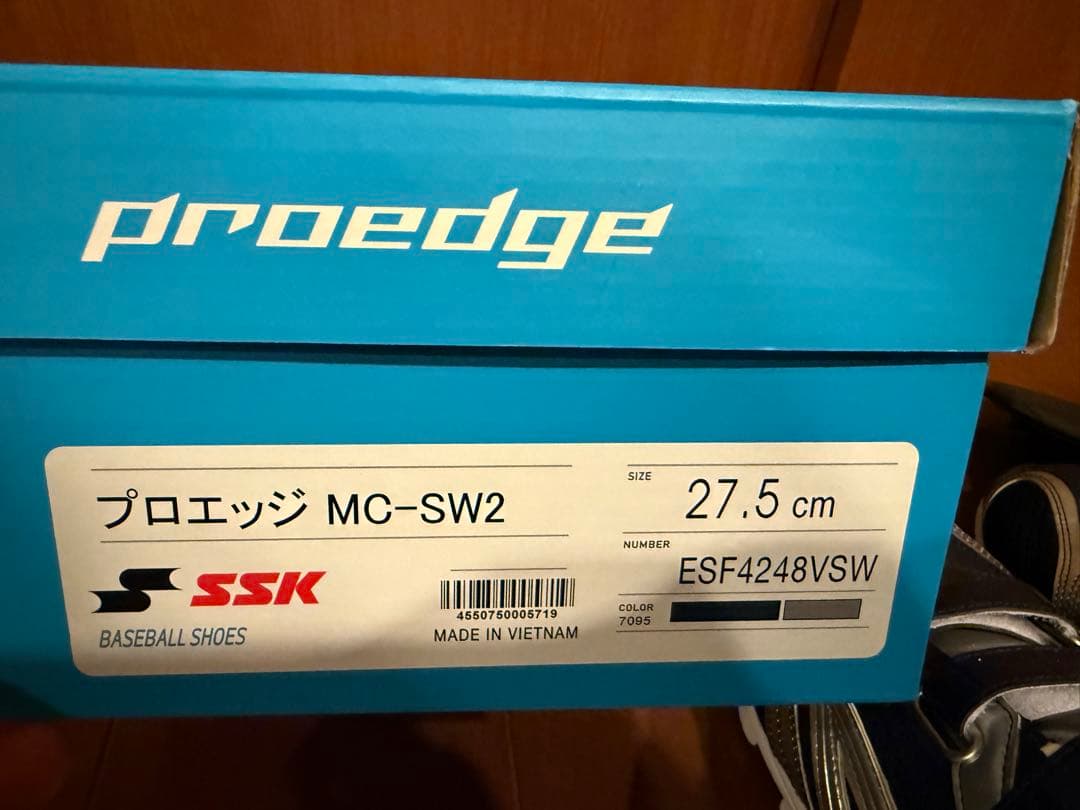 proedge
プロエッジ MC-SW2
SSK
BASEBALL SHOES
4550750005719
MADE IN VIETNAM
SIZE
27.5 cm
NUMBER
ESF4248VSW
COLOR
7095